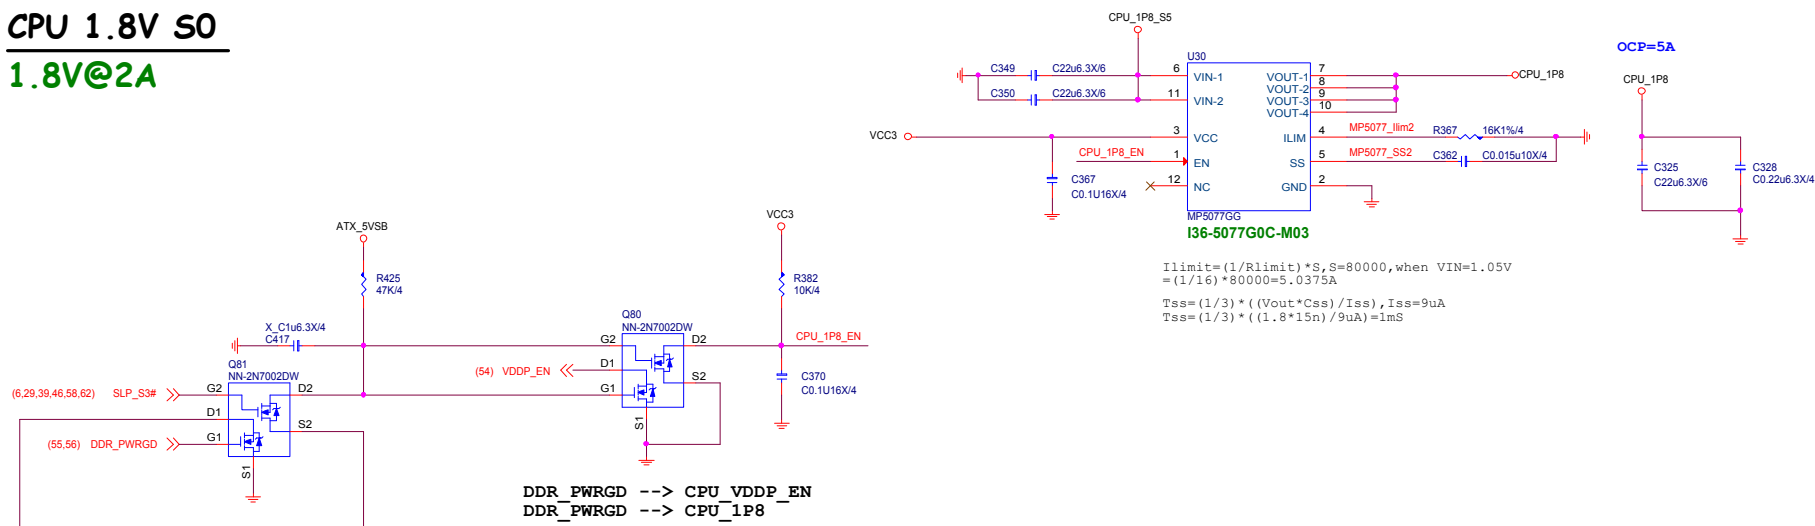 CPU 1.8V S0
1.8V@2A
CPU_1P8_S5
U30
OCP=5A
C349 C22u6.3X/6 6 VIN-1 VOUT-1 7 CPU_1P8
VOUT-2 8
C350 C22u6.3X/6 11 VIN-2 VOUT-3 9
VOUT-4 10
CPU_1P8
VCC3 3 VCC ILIM 4 MP5077_Ilim2 R367 16K1%/4
CPU_1P8_EN 1 EN SS 5 MP5077_SS2 C362 C0.015u10X/4
C367
C0.1U16X/4
12 NC GND 2
C325
C22u6.3X/6
C328
C0.22u6.3X/4
MP5077GG
I36-5077G0C-M03
Ilimit=(1/Rlimit)*S,S=80000,when VIN=1.05V
=(1/16)*80000=5.0375A
Tss=(1/3)*((Vout*Css)/Iss),Iss=9uA
Tss=(1/3)*((1.8*15n)/9uA)=1mS
ATX_5VSB
VCC3
R425
47K/4
R382
10K/4
Q80
NN-2N7002DW
X_C1u6.3X/4
C417
G2 D2 CPU_1P8_EN
(54) VDDP_EN D1
S2
G1
S1
C370
C0.1U16X/4
Q81
NN-2N7002DW
(6,29,39,46,58,62) SLP_S3# G2 D2
D1
S2
(55,56) DDR_PWRGD G1
S1
DDR_PWRGD --> CPU_VDDP_EN
DDR_PWRGD --> CPU_1P8